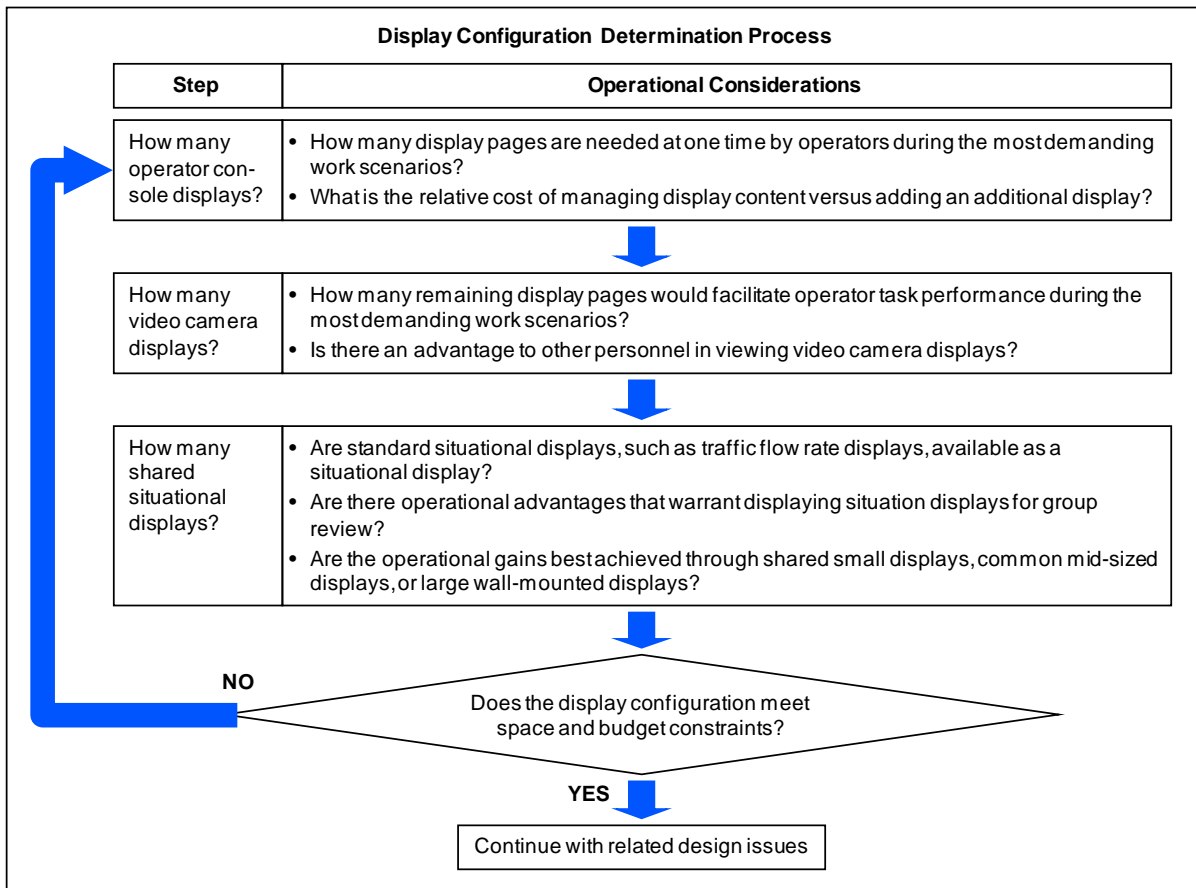 Display Configuration Determination Process
Step
Operational Considerations
How many
operator con-
sole displays?
• How many display pages are needed at one time by operators during the most demanding
work scenarios?
• What is the relative cost of managing display content versus adding an additional display?
How many
video camera
displays?
• How many remaining display pages would facilitate operator task performance during the
most demanding work scenarios?
• Is there an advantage to other personnel in viewing video camera displays?
How many
shared
situational
displays?
• Are standard situational displays, such as traffic flow rate displays, available as a
situational display?
• Are there operational advantages that warrant displaying situation displays for group
review?
• Are the operational gains best achieved through shared small displays, common mid-sized
displays, or large wall-mounted displays?
NO
Does the display configuration meet
space and budget constraints?
YES
Continue with related design issues